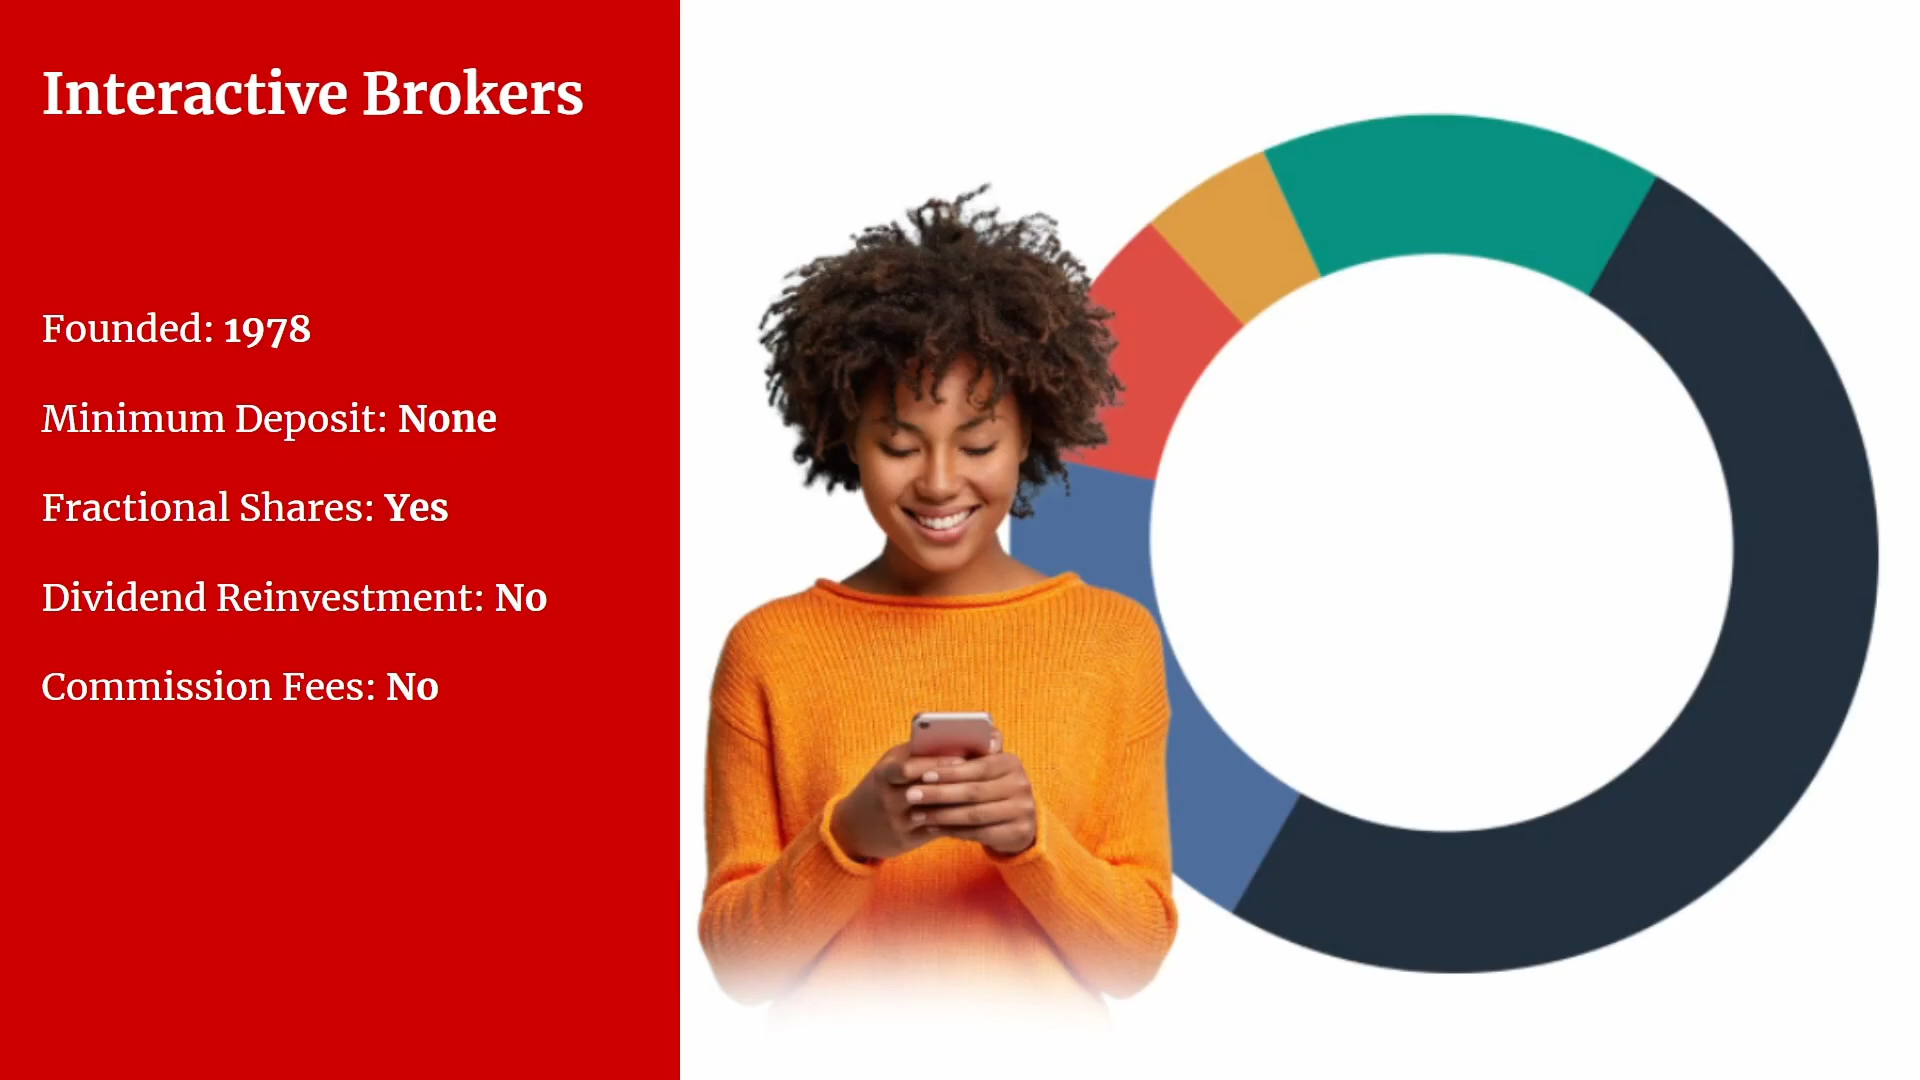 Interactive Brokers
Founded: 1978
Minimum Deposit: None
Fractional Shares: Yes
Dividend Reinvestment: No
Commission Fees: No